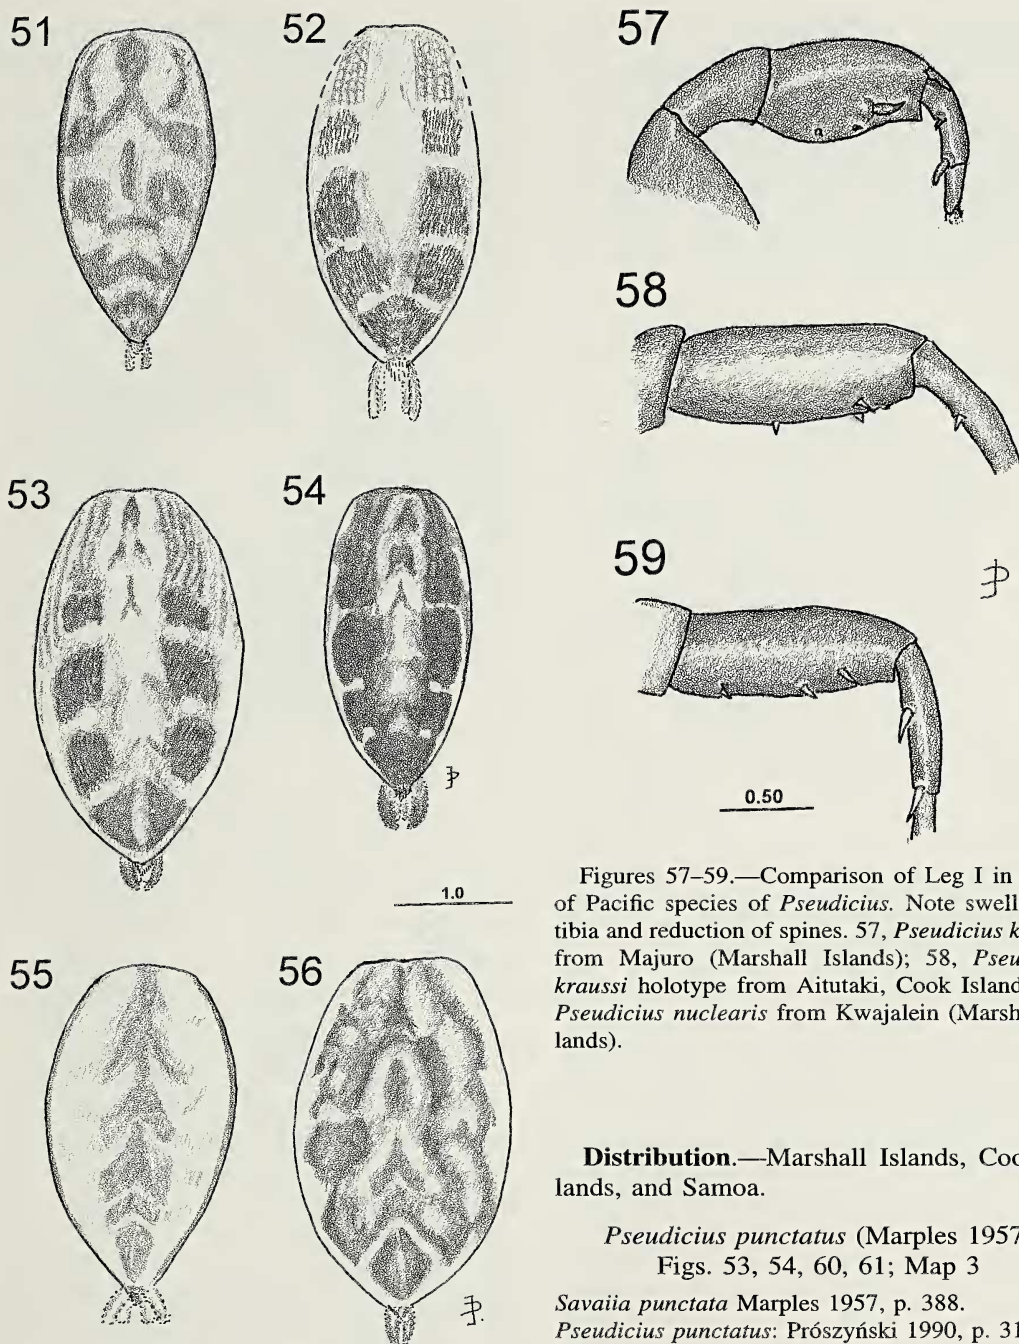 51
52
53
54
1.0
55
56
57
58
59
0.50
Figures 57–59.—Comparison of Leg I in
of Pacific species of Pseudicius. Note swell
tibia and reduction of spines. 57, Pseudicius k
from Majuro (Marshall Islands); 58, Pseu
kraussi holotype from Aitutaki, Cook Island
Pseudicius nuclearis from Kwajalein (Marsh
lands).
Distribution.—Marshall Islands, Coo
lands, and Samoa.
Pseudicius punctatus (Marples 1957
Figs. 53, 54, 60, 61; Map 3
Savaiia punctata Marples 1957, p. 388.
Pseudicius punctatus: Prószyński 1990, p. 31